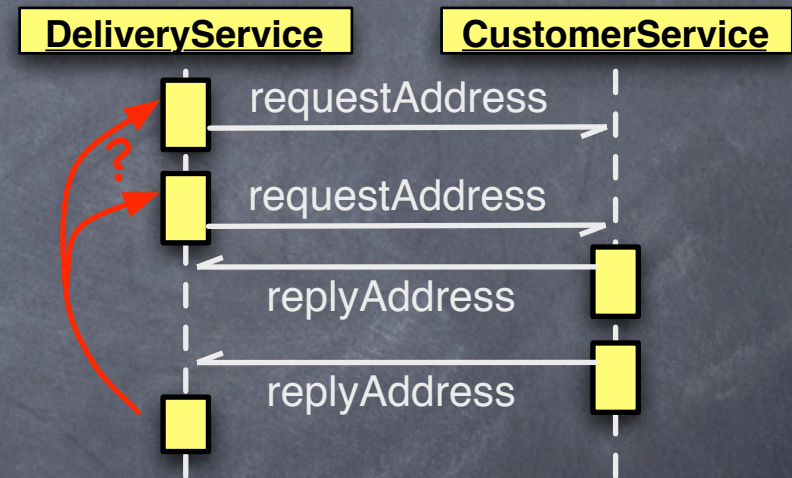 DeliveryService
CustomerService
requestAddress
?
requestAddress
replyAddress
replyAddress